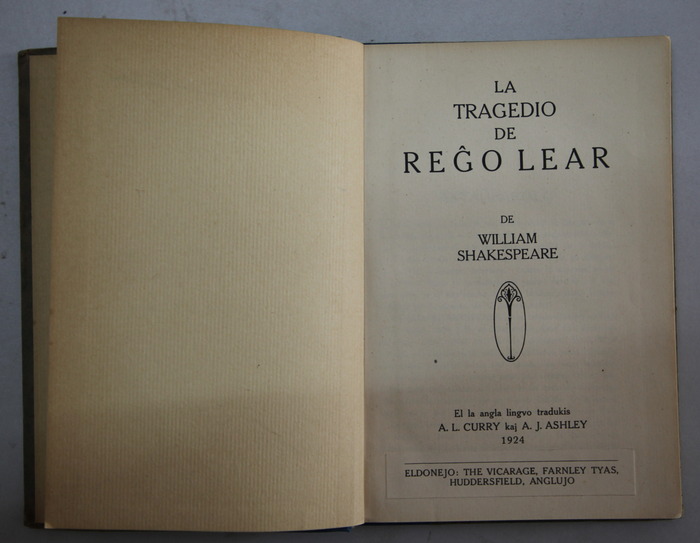 LA
TRAGEDIO
DE
REĜO LEAR
DE
WILLIAM
SHAKESPEARE
El la angla lingvo tradukis
A. L. CURRY kaj A. J. ASHLEY
1924
ELDONEJO: THE VICARAGE, FARNLEY TYAS,
HUDDERSFIELD, ANGLUJO